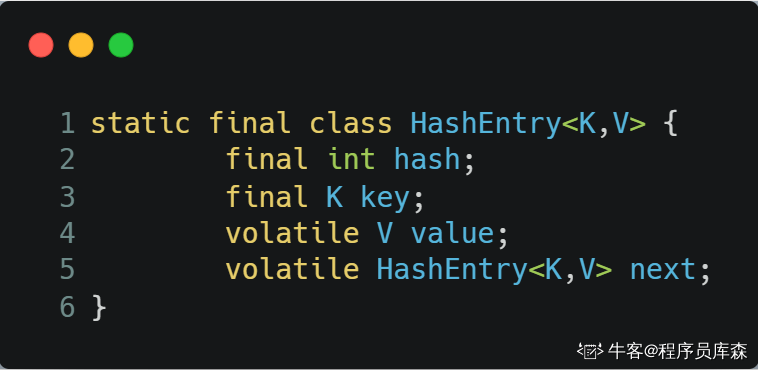 1 static final class HashEntry<K,V> {
2         final int hash;
3         final K key;
4         volatile V value;
5         volatile HashEntry<K,V> next;
6 }
牛客@程序员库森